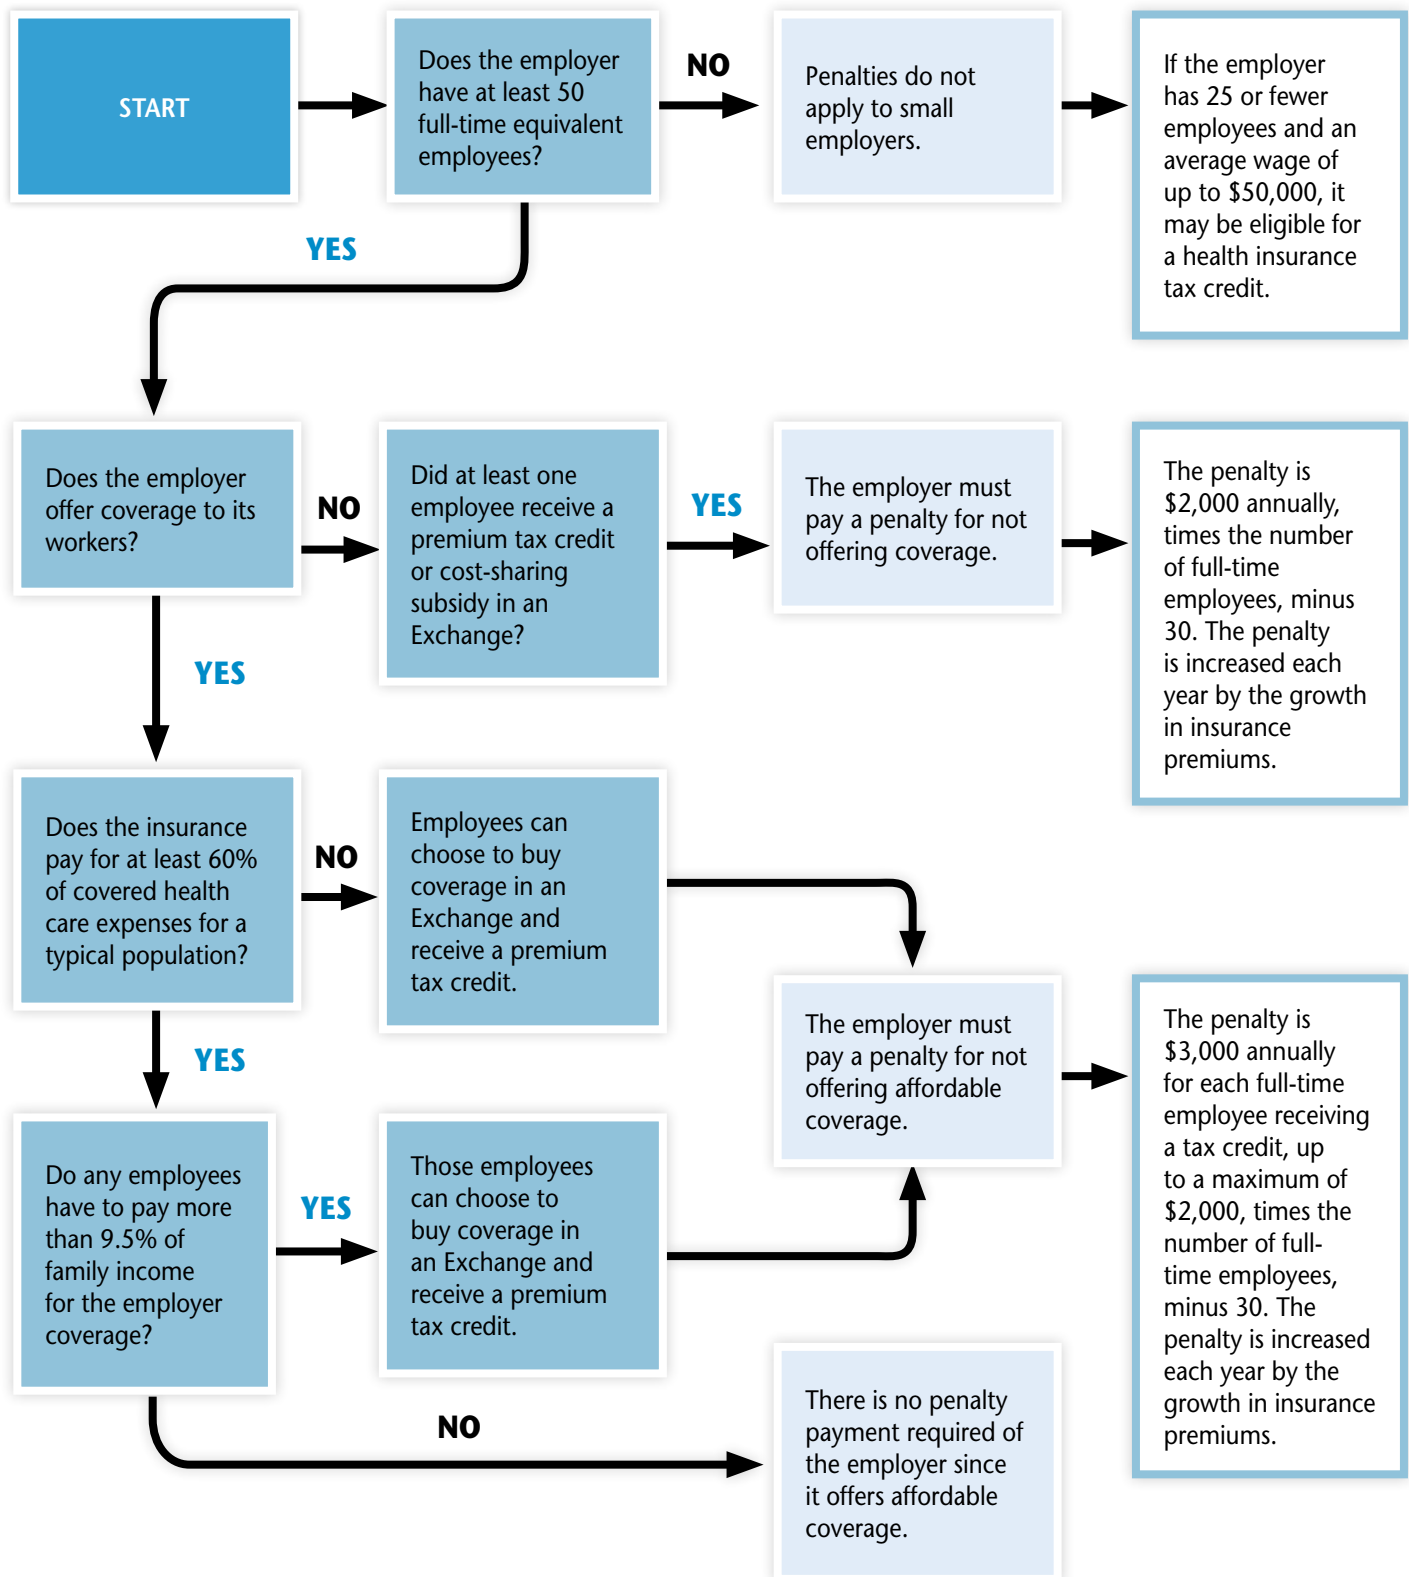 START
Does the employer
have at least 50
full-time equivalent
employees?
NO
Penalties do not
apply to small
employers.
If the employer
has 25 or fewer
employees and an
average wage of
up to $50,000, it
may be eligible for
a health insurance
tax credit.
YES
Does the employer
offer coverage to its
workers?
NO
Did at least one
employee receive a
premium tax credit
or cost-sharing
subsidy in an
Exchange?
YES
The employer must
pay a penalty for not
offering coverage.
The penalty is
$2,000 annually,
times the number
of full-time
employees, minus
30. The penalty
is increased each
year by the growth
in insurance
premiums.
YES
Does the insurance
pay for at least 60%
of covered health
care expenses for a
typical population?
NO
Employees can
choose to buy
coverage in an
Exchange and
receive a premium
tax credit.
The employer must
pay a penalty for not
offering affordable
coverage.
The penalty is
$3,000 annually
for each full-time
employee receiving
a tax credit, up
to a maximum of
$2,000, times the
number of full-
time employees,
minus 30. The
penalty is increased
each year by the
growth in insurance
premiums.
YES
Do any employees
have to pay more
than 9.5% of
family income
for the employer
coverage?
YES
Those employees
can choose to
buy coverage in
an Exchange and
receive a premium
tax credit.
NO
There is no penalty
payment required of
the employer since
it offers affordable
coverage.